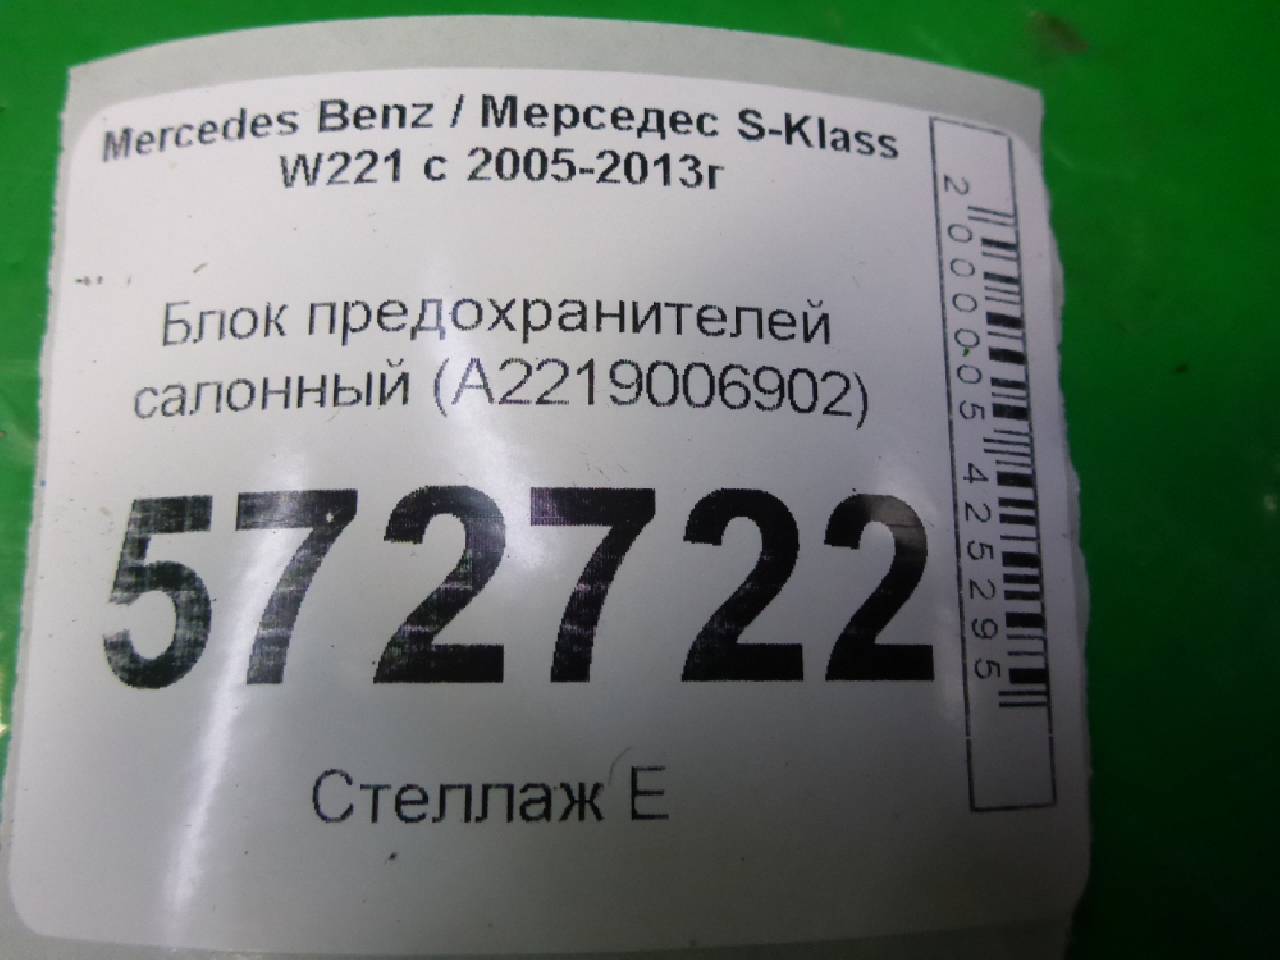 Mercedes Benz / Мерседес S-Klass
W221 с 2005-2013г
Блок предохранителей
салонный (A2219006902)
572722
Стеллаж Е
2000005425295